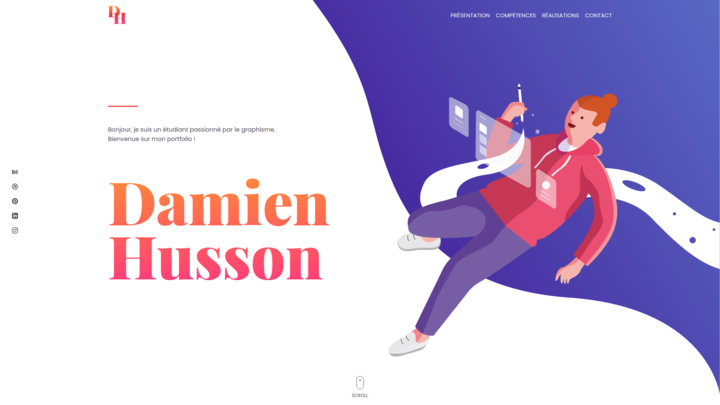 DH
PRÉSENTATION COMPÉTENCES RÉALISATIONS CONTACT
Bonjour, je suis un étudiant passionné par le graphisme.
Bienvenue sur mon portfolio !
Damien
Husson
SCROLL